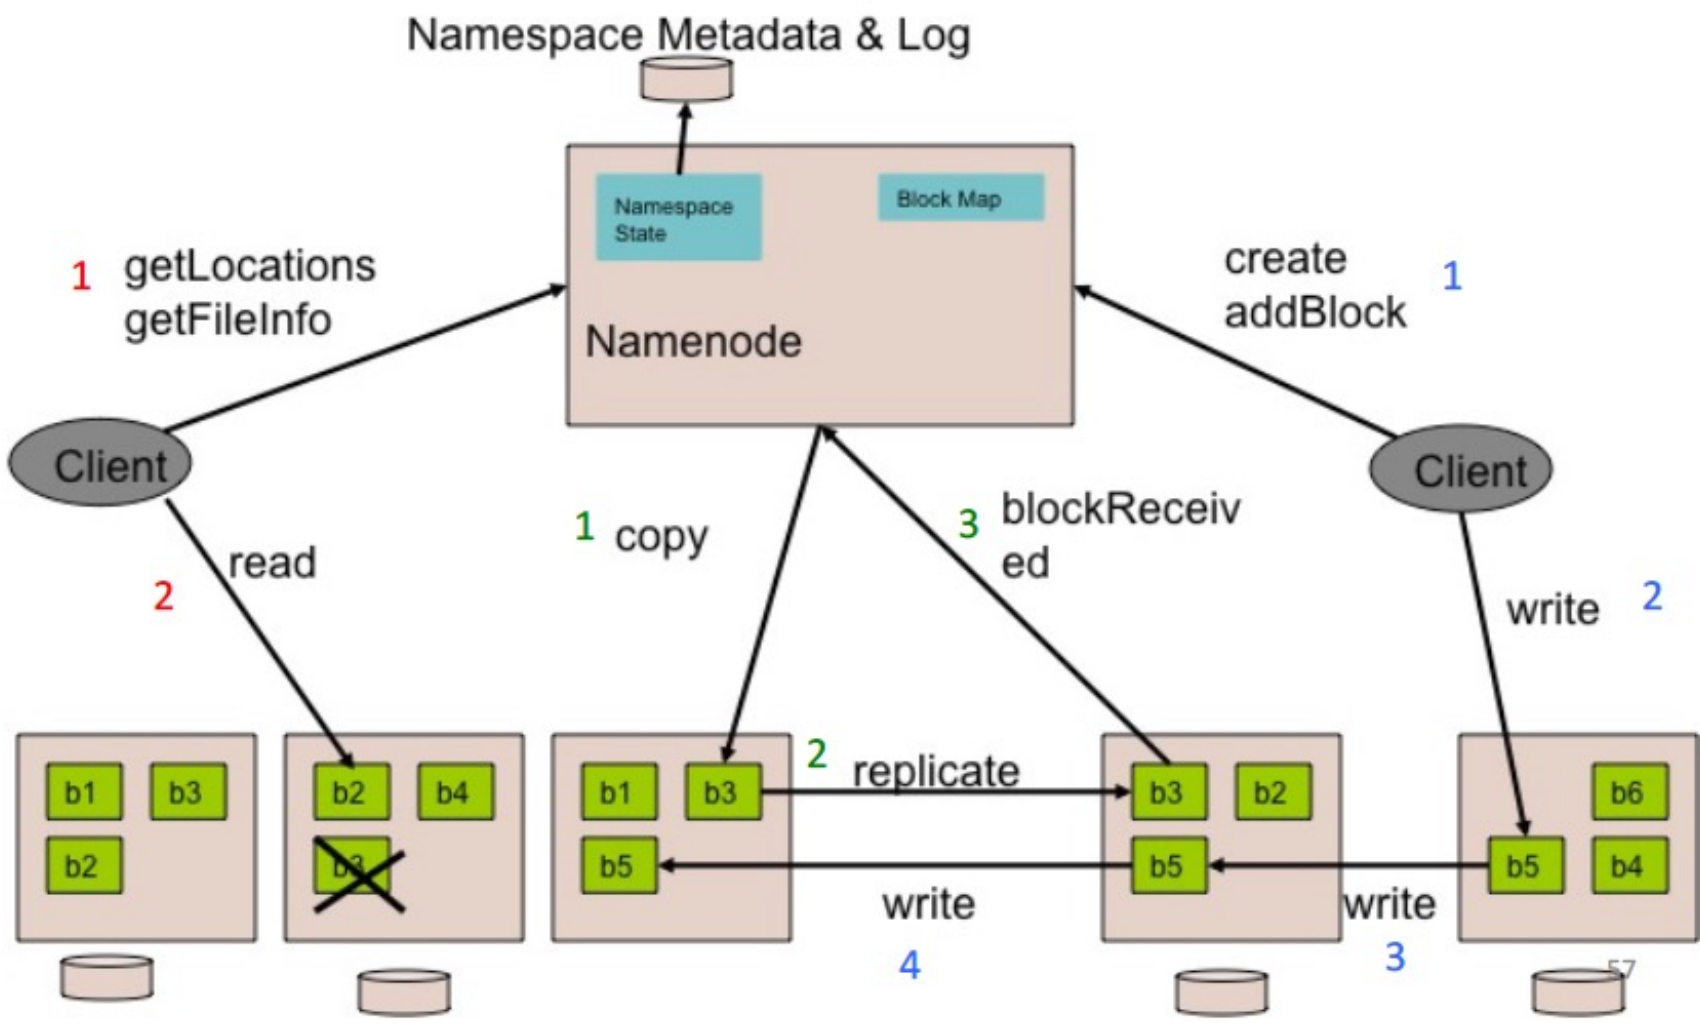 Namespace Metadata & Log
Namespace
State
Block Map
Namenode
1 getLocations
getFileInfo
create 1
addBlock
Client
Client
1 copy
3 blockReceiv
ed
read
2
write 2
2 replicate
b1 b3
b2
b2 b4
b3
b1 b3
b5
b3 b2
b5
b6
b5 b4
write
4
write
3
57